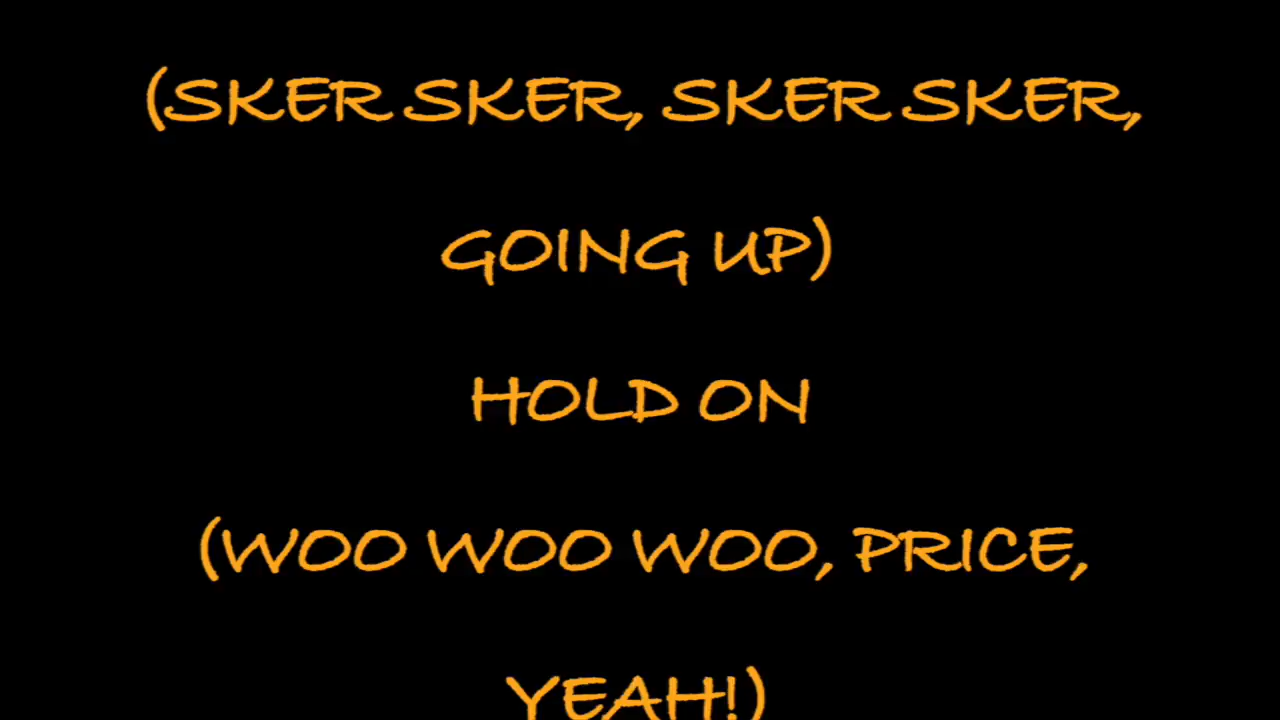 (SKER SKER, SKER SKER,
GOING UP)
HOLD ON
(WOO WOO WOO, PRICE,
YEAH!)